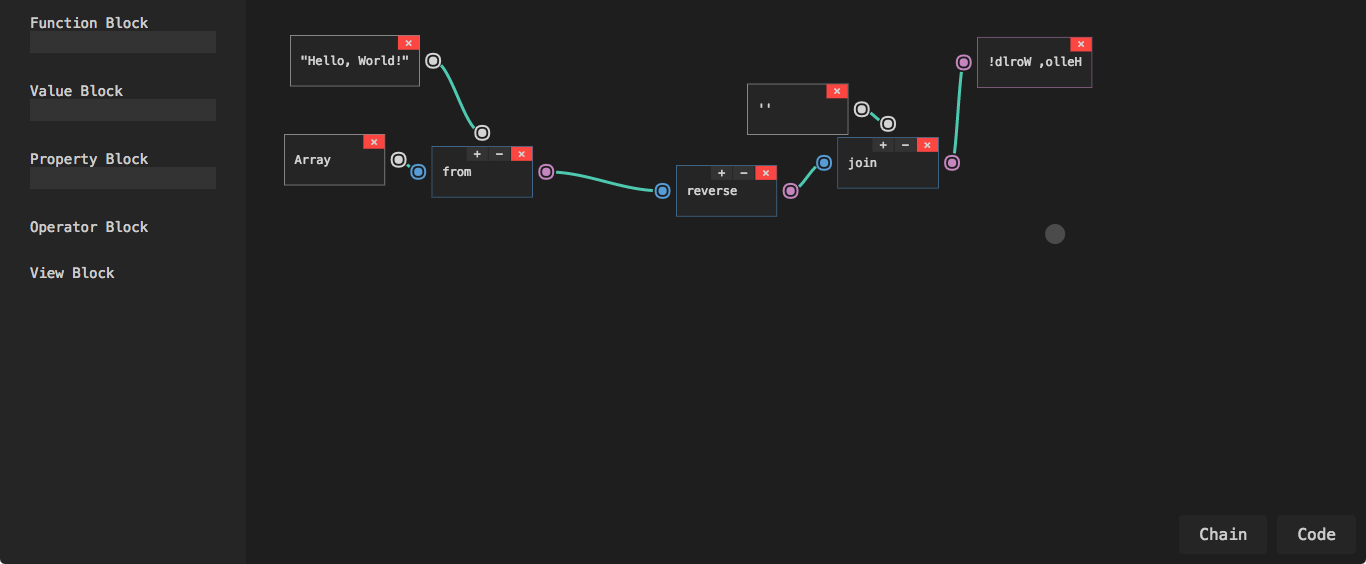 Function Block
Value Block
Property Block
Operator Block
View Block
"Hello, World!"
×
Array
×
+ − ×
from
+ − ×
reverse
''
×
+ − ×
join
×
!dlroW ,olleH
Chain
Code